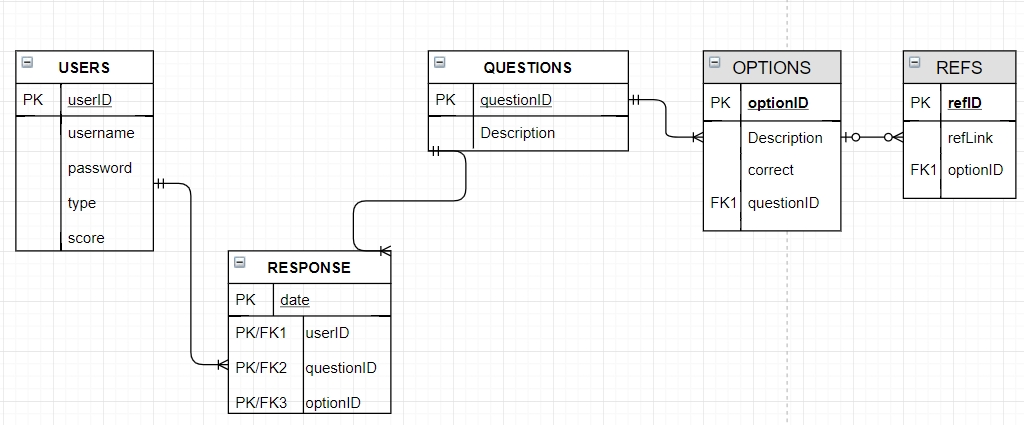 USERS
PK userID
username
password
type
score
QUESTIONS
PK questionID
Description
OPTIONS
PK optionID
Description
correct
FK1 questionID
REFS
PK refID
refLink
FK1 optionID
RESPONSE
PK date
PK/FK1 userID
PK/FK2 questionID
PK/FK3 optionID